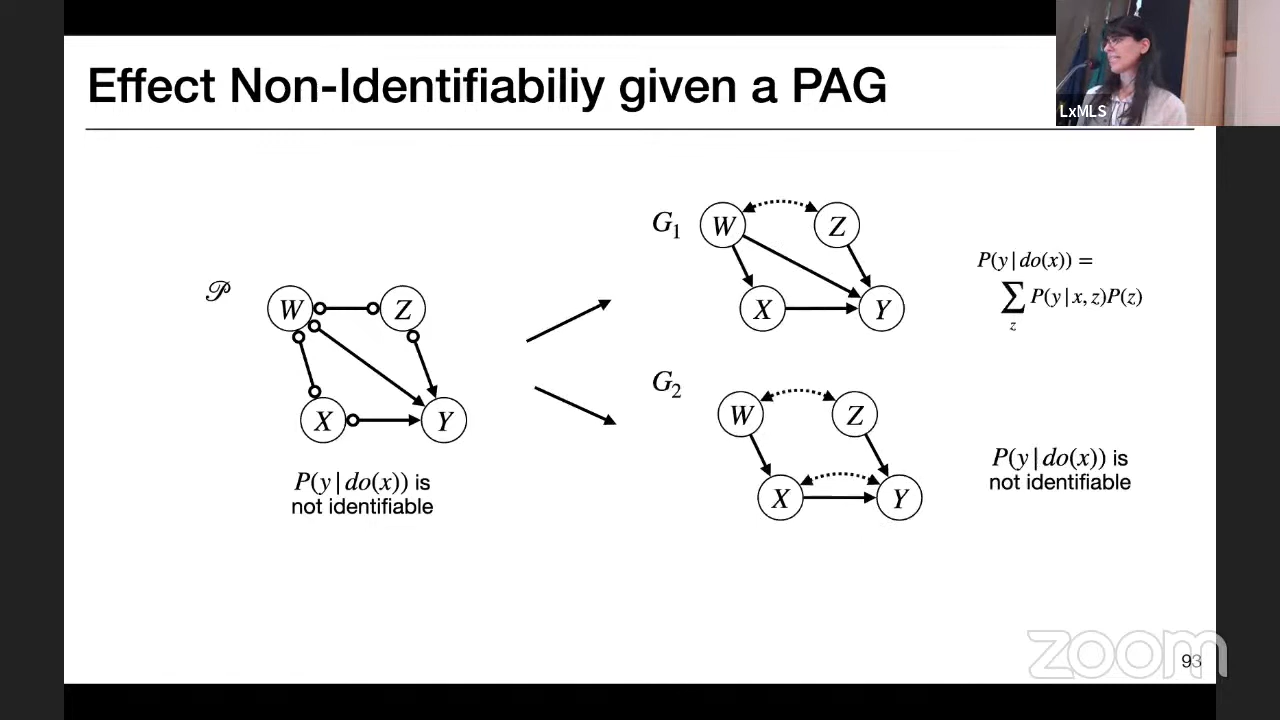 Effect Non-Identifiabiliy given a PAG
LxMLS
𝒫
W
Z
X
Y
P(y|do(x)) is
not identifiable
G₁
W
Z
X
Y
P(y|do(x)) =
∑ P(y|x, z)P(z)
z
G₂
W
Z
X
Y
P(y|do(x)) is
not identifiable
zoom
93